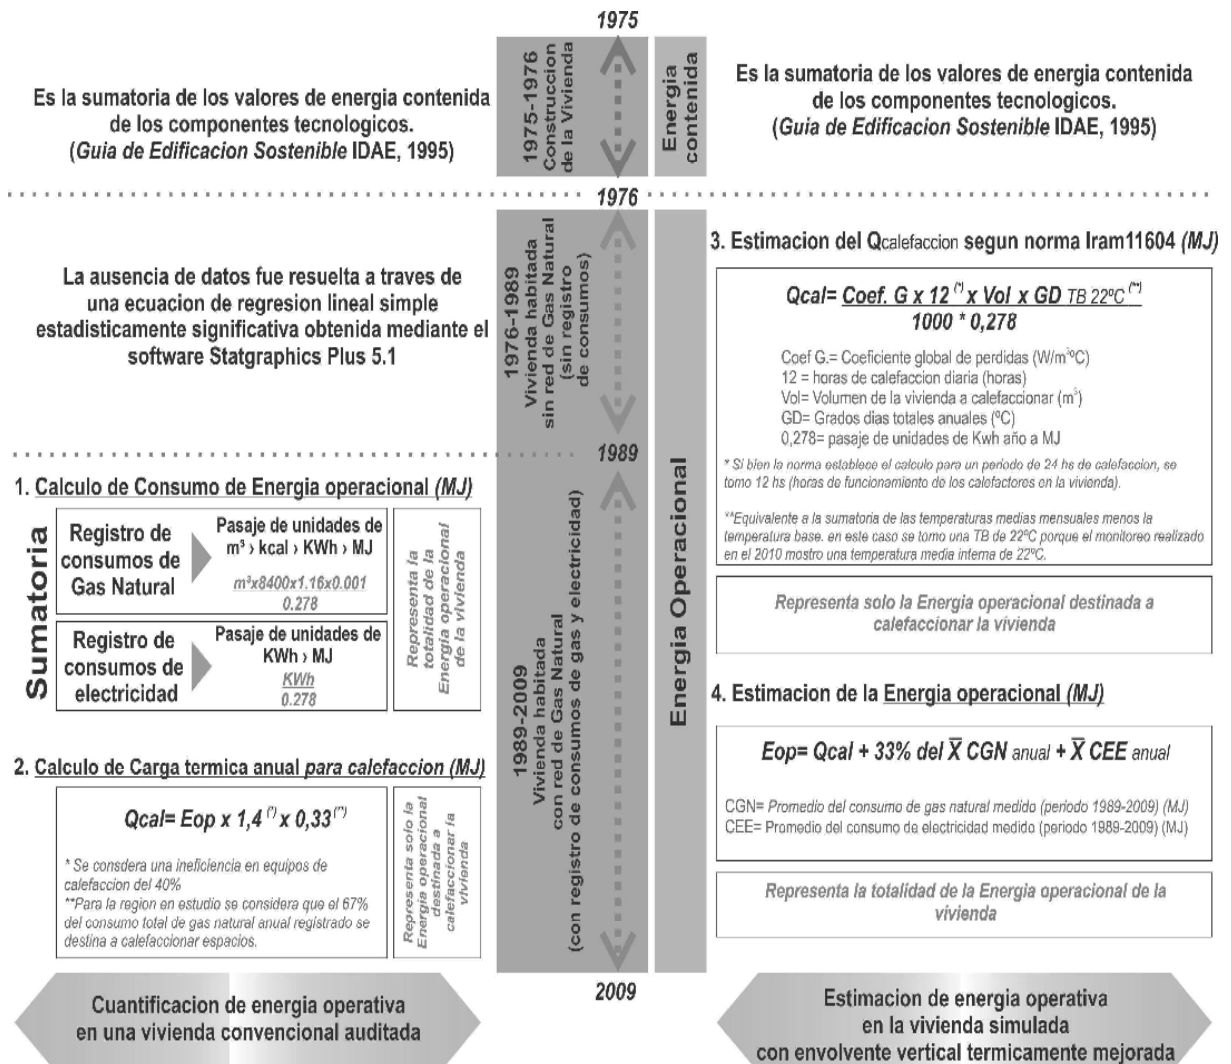 1975
Es la sumatoria de los valores de energia contenida
de los componentes tecnologicos.
(Guia de Edificacion Sostenible IDAE, 1995)
1975-1976
Construccion
de la Vivienda
Energia
contenida
Es la sumatoria de los valores de energia contenida
de los componentes tecnologicos.
(Guia de Edificacion Sostenible IDAE, 1995)
1976
La ausencia de datos fue resuelta a traves de
una ecuacion de regresion lineal simple
estadisticamente significativa obtenida mediante el
software Statgraphics Plus 5.1
1976-1989
Vivienda habitada
sin red de Gas Natural
(sin registro
de consumos)
1989
1. Calculo de Consumo de Energia operacional (MJ)
Sumatoria
Registro de
consumos de
Gas Natural
Pasaje de unidades de
m³ › kcal › KWh › MJ
m³x8400x1.16x0.001
0.278
Registro de
consumos de
electricidad
Pasaje de unidades de
KWh › MJ
KWh
0.278
Representa la
totalidad de la
Energia operacional
de la vivienda
2. Calculo de Carga termica anual para calefaccion (MJ)
Qcal= Eop x 1,4 (*) x 0,33 (**)
* Se consdera una ineficiencia en equipos de
calefaccion del 40%
**Para la region en estudio se considera que el 67%
del consumo total de gas natural anual registrado se
destina a calefaccionar espacios.
Representa solo la
Energia operacional
destinada a
calefaccionar la
vivienda
1989-2009
Vivienda habitada
con red de Gas Natural
(con registro de consumos de gas y electricidad)
2009
Energia Operacional
3. Estimacion del Qcalefaccion segun norma Iram11604 (MJ)
Qcal= Coef. G x 12 (*) x Vol x GD TB 22ºC (**)
1000 * 0,278
Coef G.= Coeficiente global de perdidas (W/m³ºC)
12 = horas de calefaccion diaria (horas)
Vol= Volumen de la vivienda a calefaccionar (m³)
GD= Grados dias totales anuales (ºC)
0,278= pasaje de unidades de Kwh año a MJ
* Si bien la norma establece el calculo para un periodo de 24 hs de calefaccion, se
tomo 12 hs (horas de funcionamiento de los calefactores en la vivienda).
**Equivalente a la sumatoria de las temperaturas medias mensuales menos la
temperatura base. en este caso se tomo una TB de 22ºC porque el monitoreo realizado
en el 2010 mostro una temperatura media interna de 22ºC.
Representa solo la Energia operacional destinada a
calefaccionar la vivienda
4. Estimacion de la Energia operacional (MJ)
Eop= Qcal + 33% del X̅ CGN anual + X̅ CEE anual
CGN= Promedio del consumo de gas natural medido (periodo 1989-2009) (MJ)
CEE= Promedio del consumo de electricidad medido (periodo 1989-2009) (MJ)
Representa la totalidad de la Energia operacional de la
vivienda
Cuantificacion de energia operativa
en una vivienda convencional auditada
Estimacion de energia operativa
en la vivienda simulada
con envolvente vertical termicamente mejorada